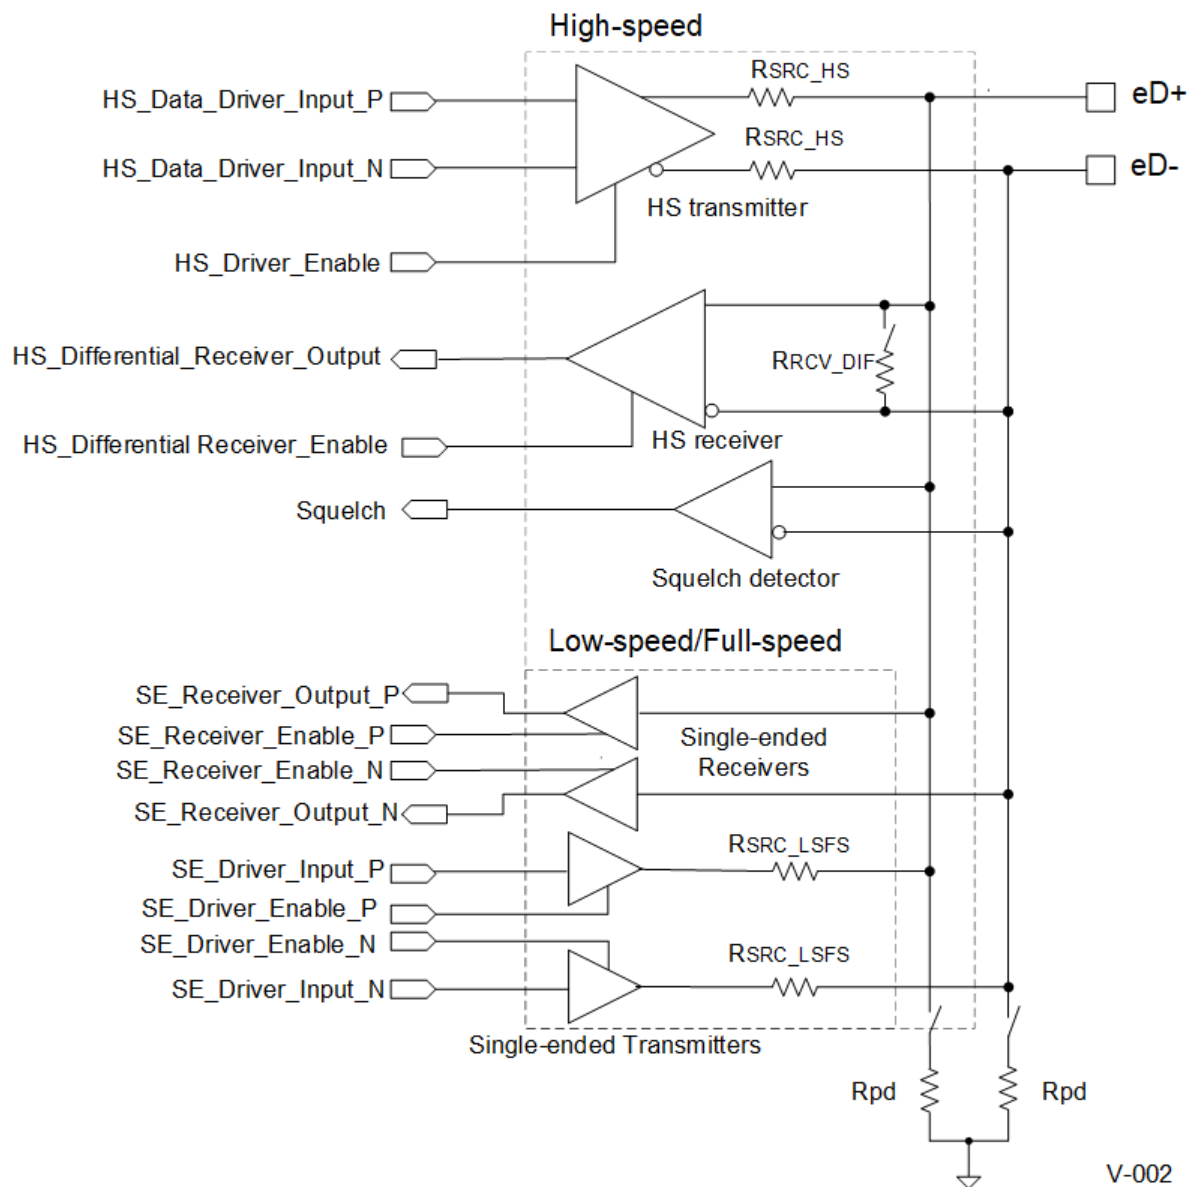 High-speed
RSRC_HS
HS_Data_Driver_Input_P
eD+
RSRC_HS
HS_Data_Driver_Input_N
eD-
HS transmitter
HS_Driver_Enable
HS_Differential_Receiver_Output
RRCV_DIF
HS_Differential Receiver_Enable
HS receiver
Squelch
Squelch detector
Low-speed/Full-speed
SE_Receiver_Output_P
SE_Receiver_Enable_P
Single-ended
Receivers
SE_Receiver_Enable_N
SE_Receiver_Output_N
RSRC_LSFS
SE_Driver_Input_P
SE_Driver_Enable_P
SE_Driver_Enable_N
RSRC_LSFS
SE_Driver_Input_N
Single-ended Transmitters
Rpd
Rpd
V-002